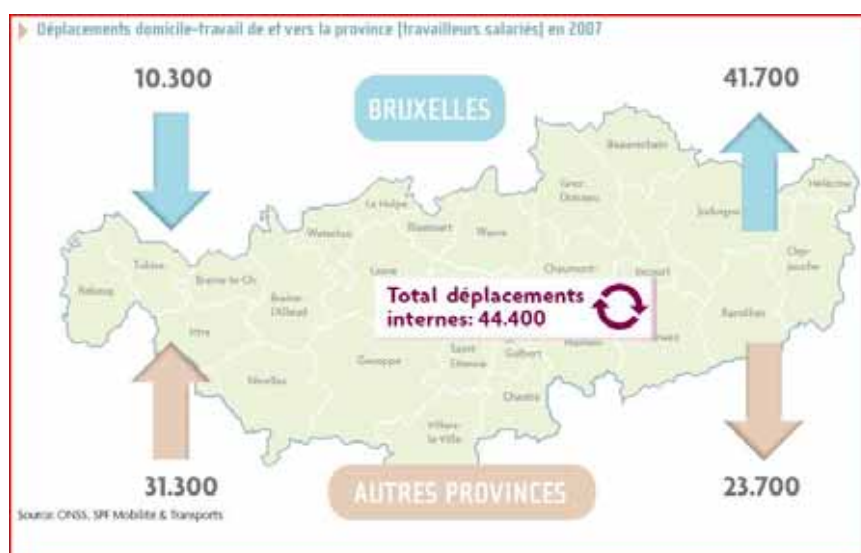 Déplacements domicile-travail de et vers la province (travailleurs salariés) en 2007
10.300
BRUXELLES
41.700
Beauvechain
Grez-
Doiceau
Hélécine
Jodoigne
La Hulpe
Rixensart
Wavre
Waterloo
Orp-
Jauche
Tubize
Braine-le-Ch.
Lasne
Chaumont-
Incourt
Rebecq
Braine-
l'Alleud
Total déplacements
internes: 44.400
Ramillies
Ittre
Genappe
Saint-
Etienne
Guibert
Nivelles
Chastre
Villers-
la-Ville
31.300
AUTRES PROVINCES
23.700
Source: ONSS, SPF Mobilité & Transports